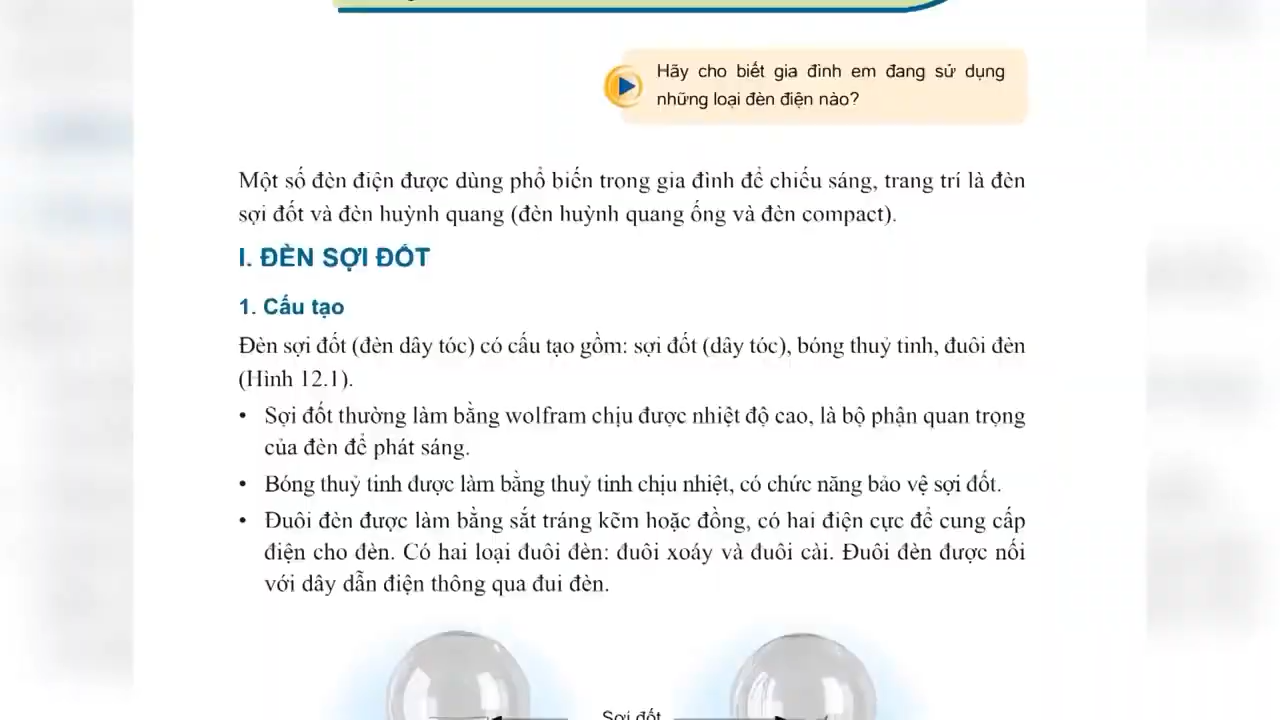 Hãy cho biết gia đình em đang sử dụng
những loại đèn điện nào?
Một số đèn điện được dùng phổ biến trong gia đình để chiếu sáng, trang trí là đèn
sợi đốt và đèn huỳnh quang (đèn huỳnh quang ống và đèn compact).
I. ĐÈN SỢI ĐỐT
1. Cấu tạo
Đèn sợi đốt (đèn dây tóc) có cấu tạo gồm: sợi đốt (dây tóc), bóng thuỷ tinh, đuôi đèn
(Hình 12.1).
• Sợi đốt thường làm bằng wolfram chịu được nhiệt độ cao, là bộ phận quan trọng
của đèn để phát sáng.
• Bóng thuỷ tinh được làm bằng thuỷ tinh chịu nhiệt, có chức năng bảo vệ sợi đốt.
• Đuôi đèn được làm bằng sắt tráng kẽm hoặc đồng, có hai điện cực để cung cấp
điện cho đèn. Có hai loại đuôi đèn: đuôi xoáy và đuôi cài. Đuôi đèn được nối
với dây dẫn điện thông qua đui đèn.
Sợi đốt